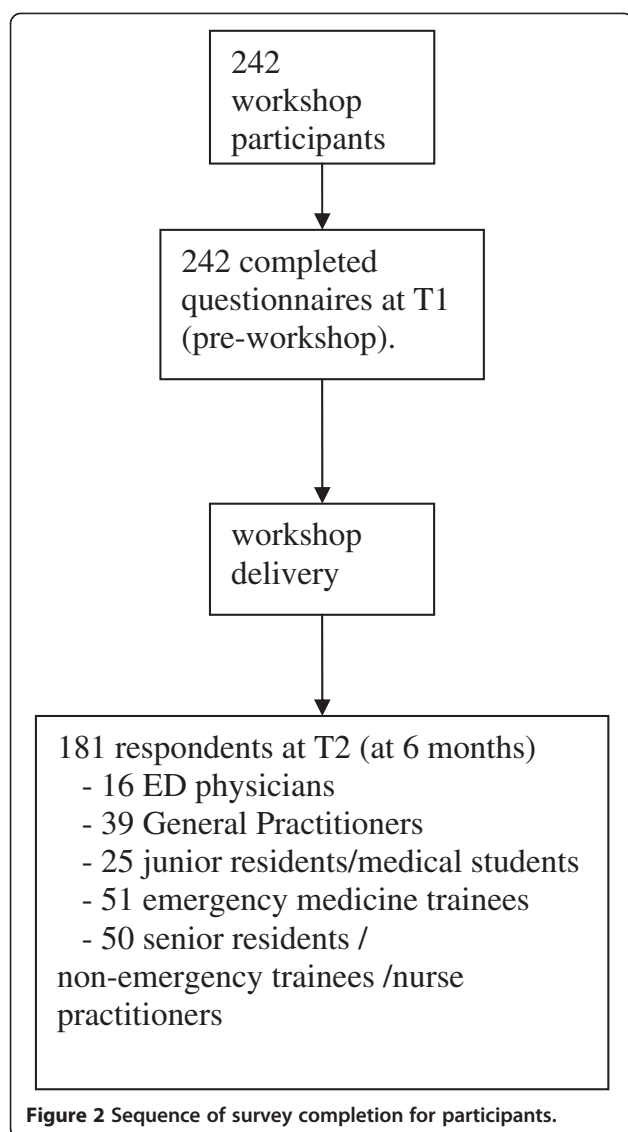 242
workshop
participants
242 completed
questionnaires at T1
(pre-workshop).
workshop
delivery
181 respondents at T2 (at 6 months)
- 16 ED physicians
- 39 General Practitioners
- 25 junior residents/medical students
- 51 emergency medicine trainees
- 50 senior residents /
non-emergency trainees /nurse
practitioners
Figure 2 Sequence of survey completion for participants.